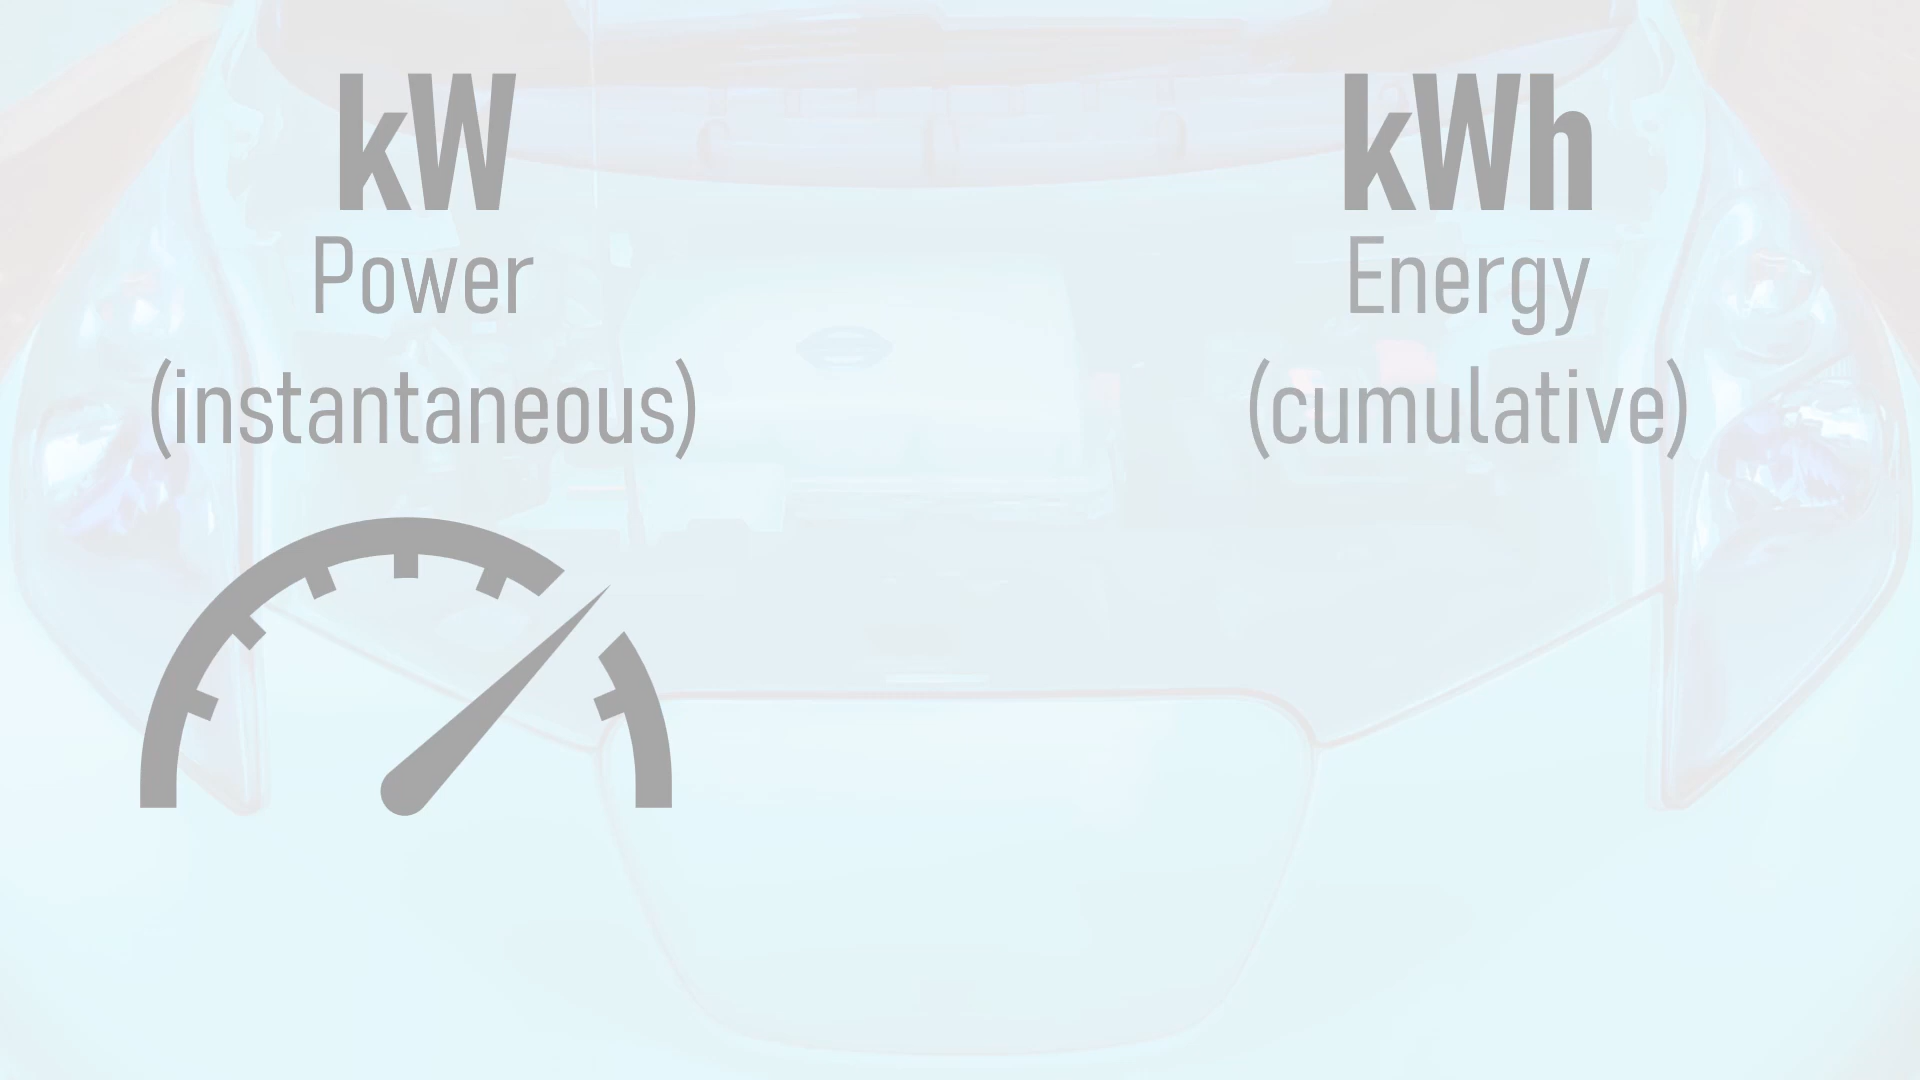 kW
Power
(instantaneous)
kWh
Energy
(cumulative)